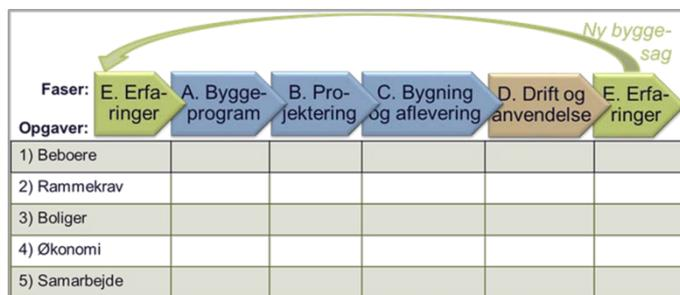 Ny bygge-
sag
Faser:
E. Erfa-
ringer
A. Bygge-
program
B. Pro-
jektering
C. Bygning
og aflevering
D. Drift og
anvendelse
E. Erfa-
ringer
Opgaver:
1) Beboere
2) Rammekrav
3) Boliger
4) Økonomi
5) Samarbejde